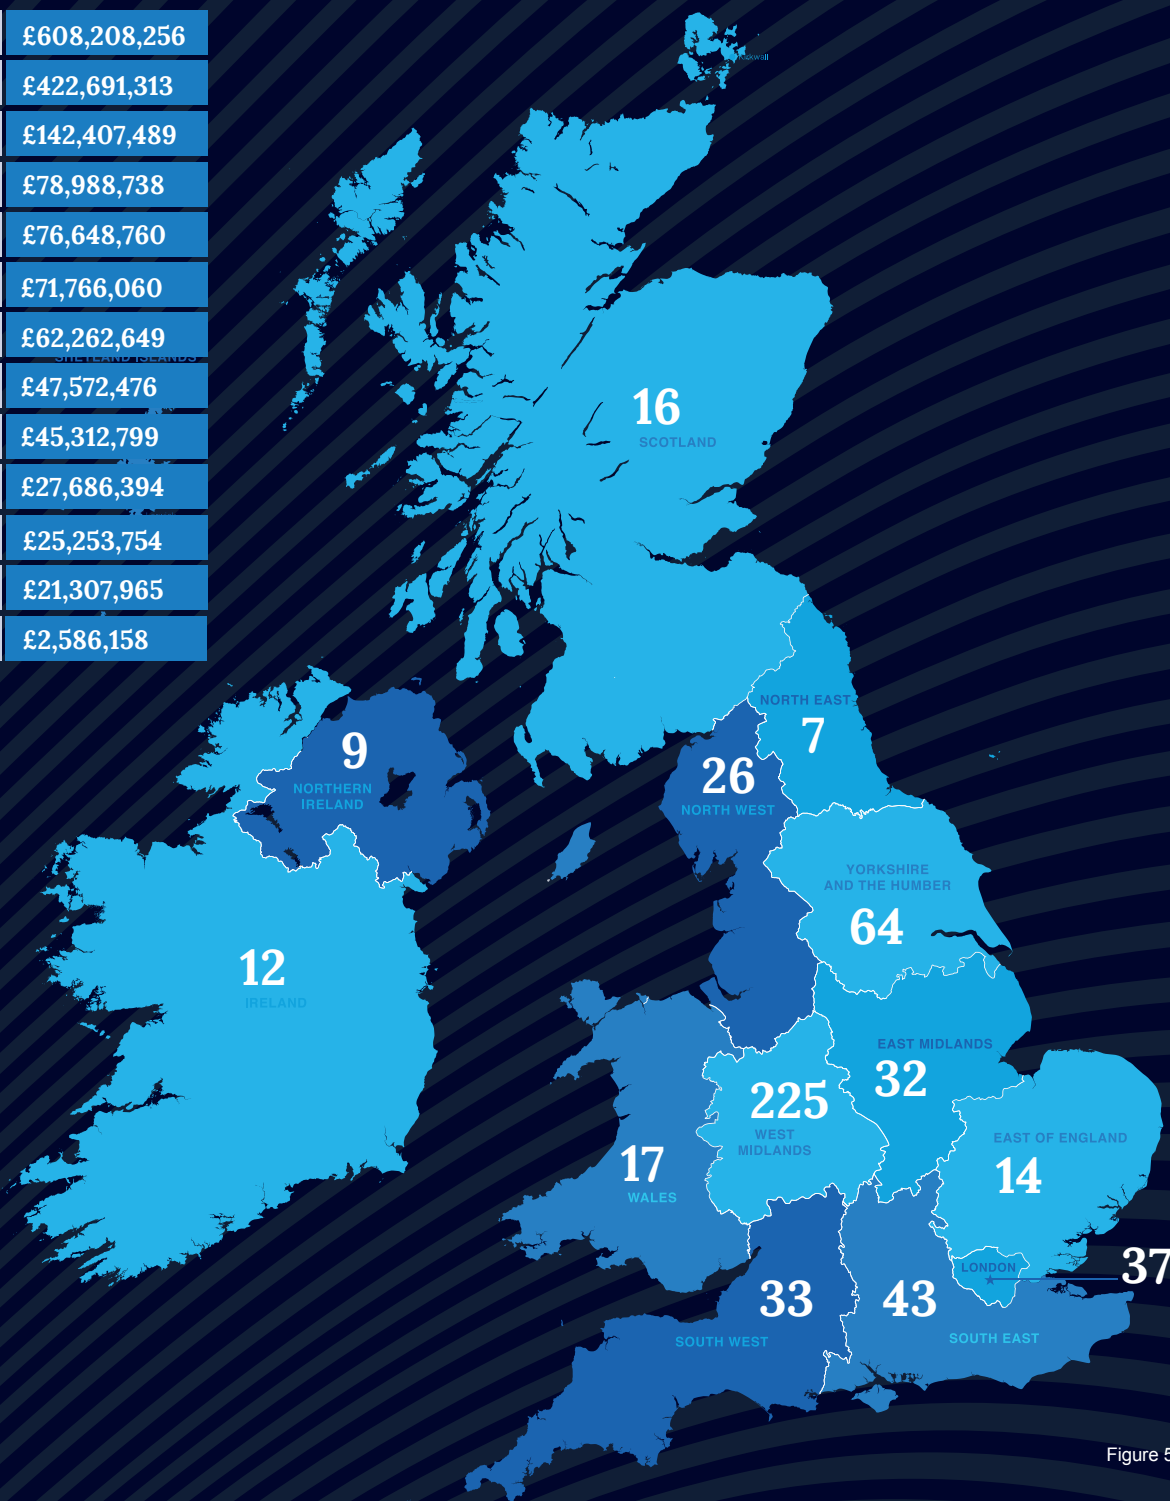 £608,208,256
£422,691,313
£142,407,489
£78,988,738
£76,648,760
£71,766,060
£62,262,649
SHETLAND ISLANDS
£47,572,476
£45,312,799
£27,686,394
£25,253,754
£21,307,965
£2,586,158
Kirkwall
16
SCOTLAND
NORTH EAST
7
9
NORTHERN
IRELAND
26
NORTH WEST
YORKSHIRE
AND THE HUMBER
64
12
IRELAND
EAST MIDLANDS
32
225
WEST
MIDLANDS
EAST OF ENGLAND
14
17
WALES
LONDON
37
33
SOUTH WEST
43
SOUTH EAST
Figure 5